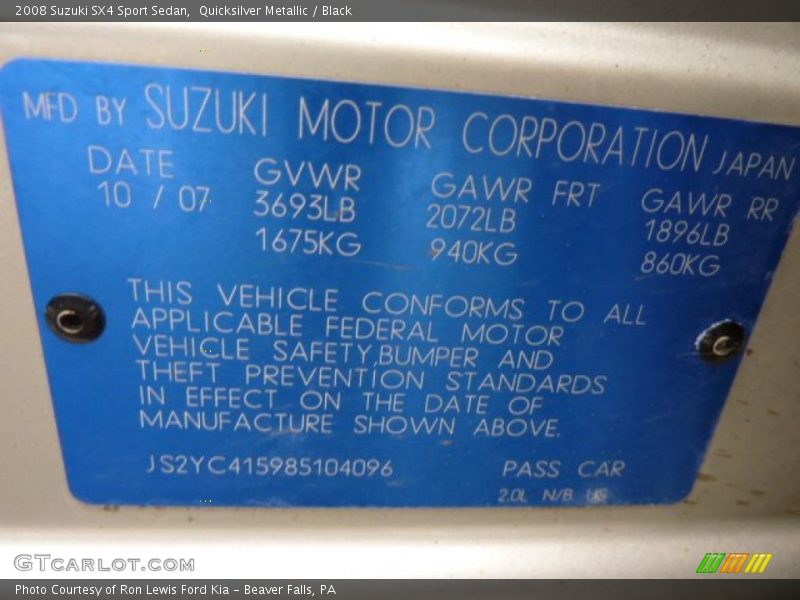 2008 Suzuki SX4 Sport Sedan,  Quicksilver Metallic / Black
MFD BY SUZUKI MOTOR CORPORATION JAPAN
DATE GVWR GAWR FRT GAWR RR
10 / 07 3693LB 2072LB 1896LB
1675KG 940KG 860KG
THIS VEHICLE CONFORMS TO ALL
APPLICABLE FEDERAL MOTOR
VEHICLE SAFETY,BUMPER AND
THEFT PREVENTION STANDARDS
IN EFFECT ON THE DATE OF
MANUFACTURE SHOWN ABOVE.
JS2YC415985104096 PASS CAR
2.0L N/B US
GTCARLOT.COM
Photo Courtesy of Ron Lewis Ford Kia – Beaver Falls, PA